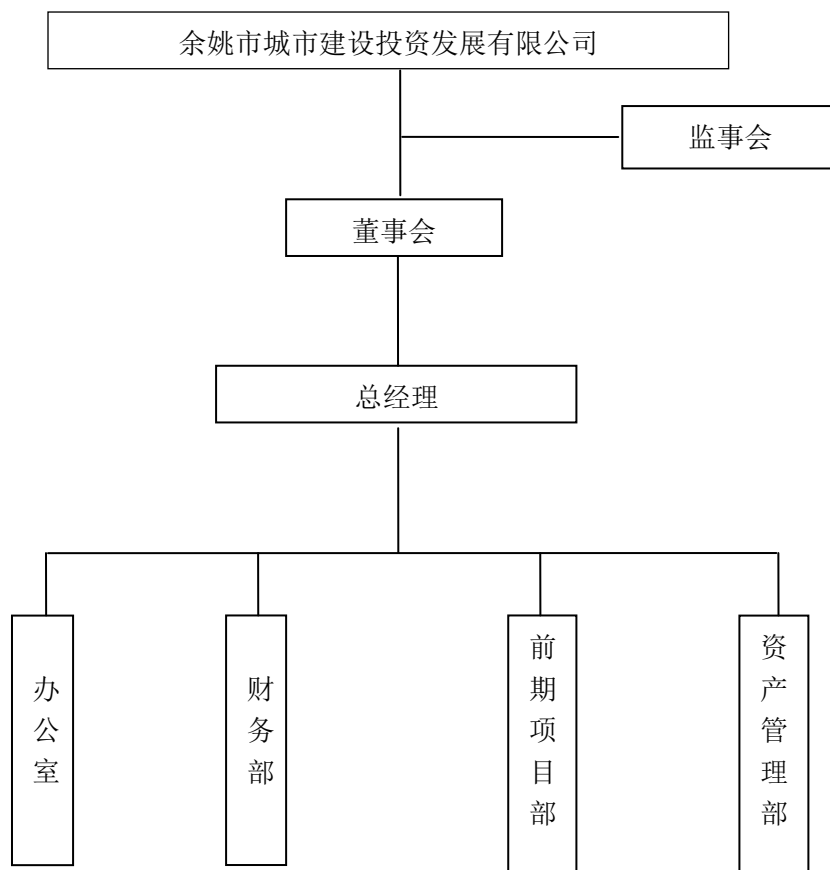 余姚市城市建设投资发展有限公司
监事会
董事会
总经理
办公室
财务部
前期项目部
资产管理部